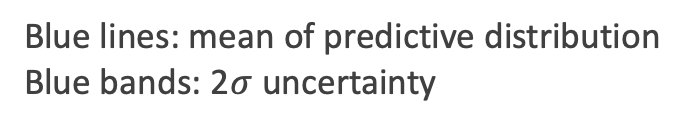 Blue lines: mean of predictive distribution
Blue bands: 2σ uncertainty